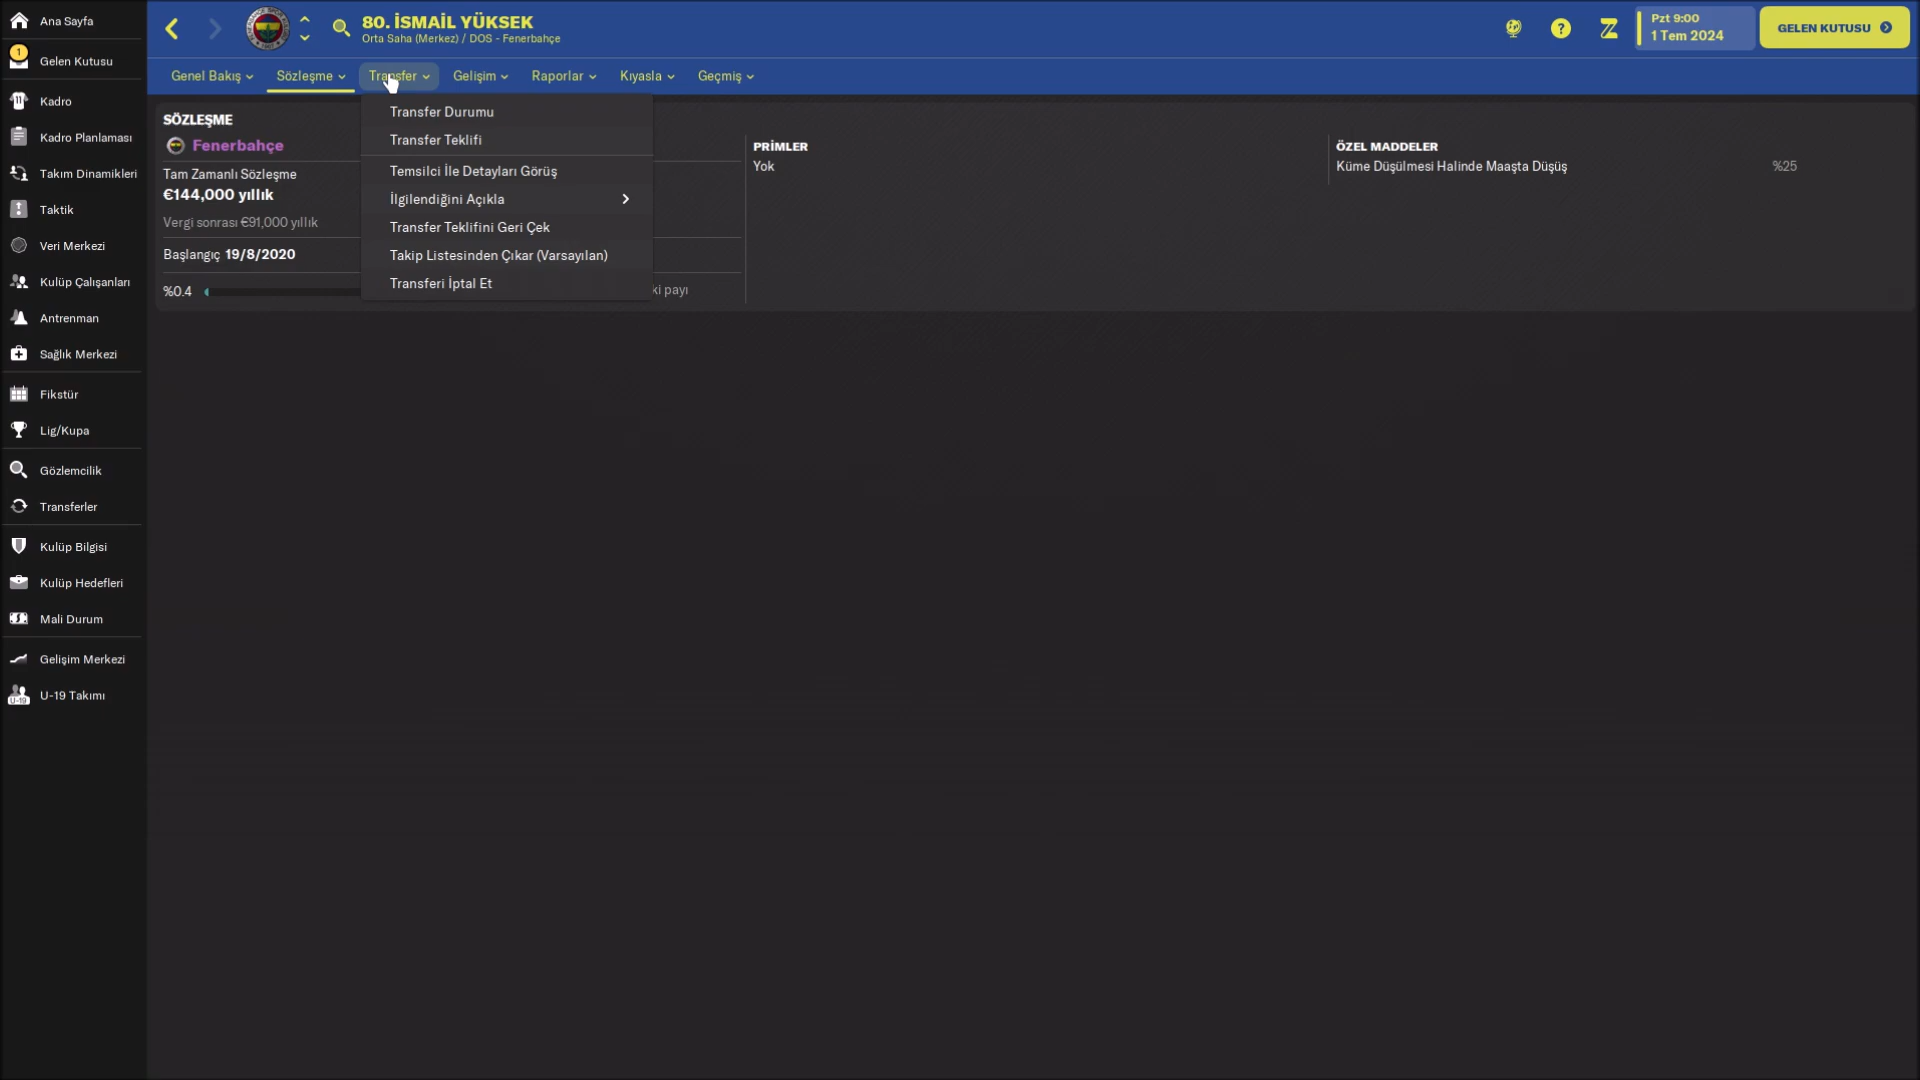 Ana Sayfa
1
Gelen Kutusu
Kadro
Kadro Planlaması
Takım Dinamikleri
Taktik
Veri Merkezi
Kulüp Çalışanları
Antrenman
Sağlık Merkezi
Fikstür
Lig/Kupa
Gözlemcilik
Transferler
Kulüp Bilgisi
Kulüp Hedefleri
Mali Durum
Gelişim Merkezi
U-19 Takımı
80. İSMAİL YÜKSEK
Orta Saha (Merkez) / DOS - Fenerbahçe
Pzt 9:00
1 Tem 2024
GELEN KUTUSU
Genel Bakış
Sözleşme
Transfer
Gelişim
Raporlar
Kıyasla
Geçmiş
Transfer Durumu
Transfer Teklifi
Temsilci İle Detayları Görüş
İlgilendiğini Açıkla
Transfer Teklifini Geri Çek
Takip Listesinden Çıkar (Varsayılan)
Transferi İptal Et
SÖZLEŞME
Fenerbahçe
Tam Zamanlı Sözleşme
€144,000 yıllık
Vergi sonrası €91,000 yıllık
Başlangıç 19/8/2020
%0.4
ki payı
PRİMLER
Yok
ÖZEL MADDELER
Küme Düşülmesi Halinde Maaşta Düşüş %25